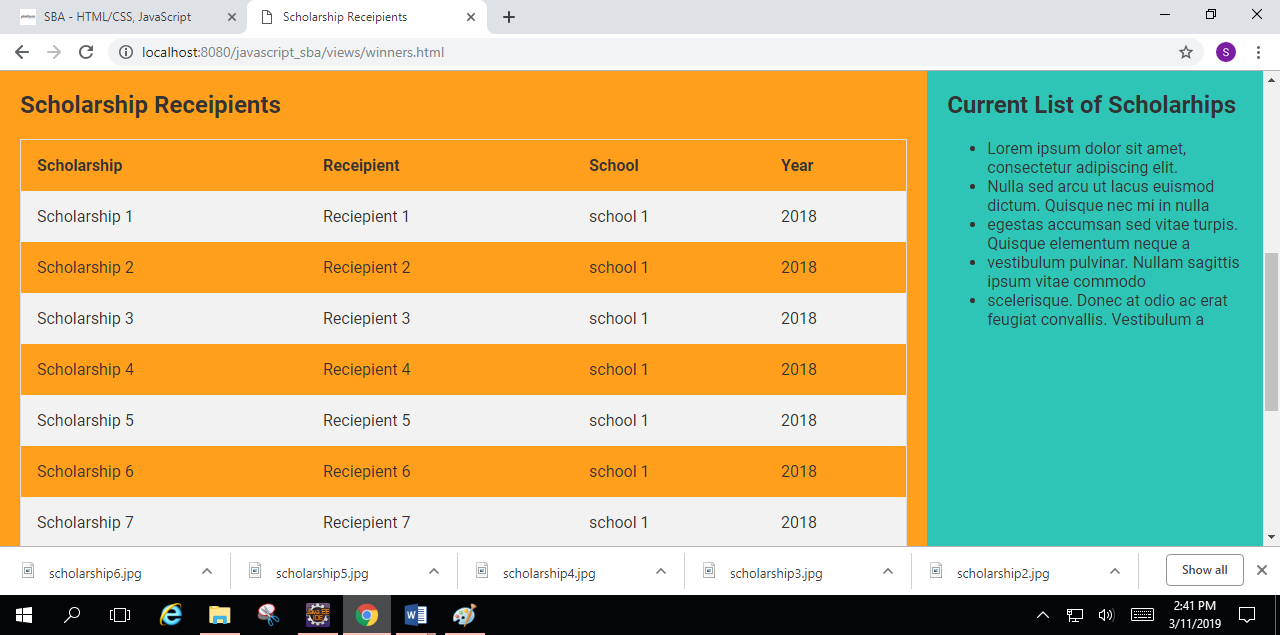 SBA - HTML/CSS, JavaScript
Scholarship Receipients
localhost:8080/javascript_sba/views/winners.html
S
Scholarship Receipients
Scholarship Receipient School Year
Scholarship 1 Reciepient 1 school 1 2018
Scholarship 2 Reciepient 2 school 1 2018
Scholarship 3 Reciepient 3 school 1 2018
Scholarship 4 Reciepient 4 school 1 2018
Scholarship 5 Reciepient 5 school 1 2018
Scholarship 6 Reciepient 6 school 1 2018
Scholarship 7 Reciepient 7 school 1 2018
Current List of Scholarhips
• Lorem ipsum dolor sit amet,
consectetur adipiscing elit.
• Nulla sed arcu ut lacus euismod
dictum. Quisque nec mi in nulla
• egestas accumsan sed vitae turpis.
Quisque elementum neque a
• vestibulum pulvinar. Nullam sagittis
ipsum vitae commodo
• scelerisque. Donec at odio ac erat
feugiat convallis. Vestibulum a
scholarship6.jpg
scholarship5.jpg
scholarship4.jpg
scholarship3.jpg
scholarship2.jpg
Show all
Java EE
IDE
2:41 PM
3/11/2019